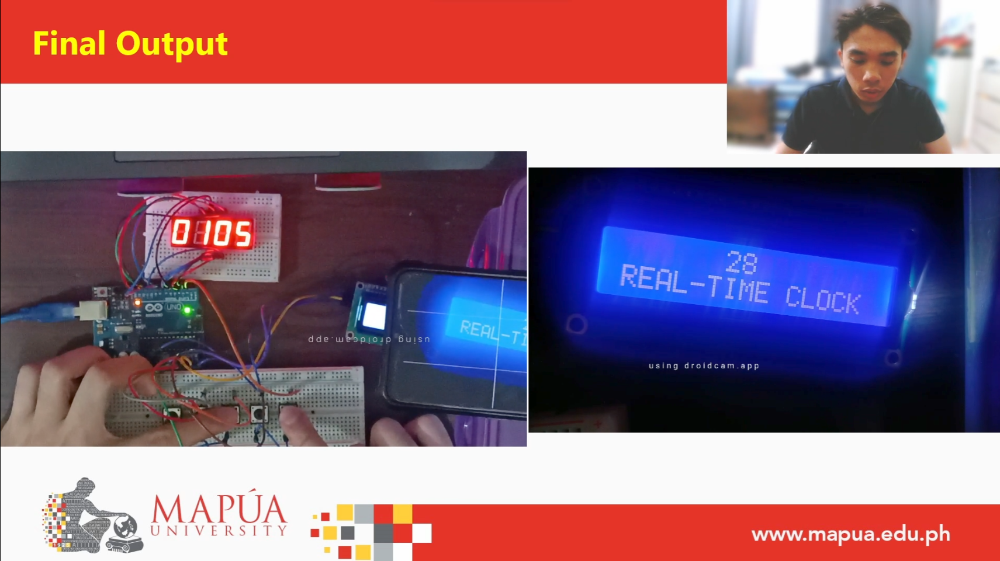 Final Output
0105
UNO
REAL-TI
using droidcam.app
28
REAL-TIME CLOCK
using droidcam.app
MAPÚA
UNIVERSITY
www.mapua.edu.ph